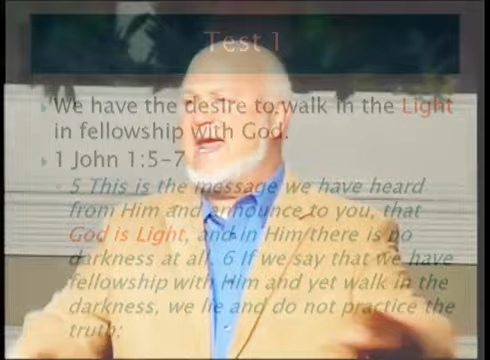 Test 1
We have the desire to walk in the Light
in fellowship with God.
1 John 1:5-7
5 This is the message we have heard
from Him and announce to you, that
God is Light, and in Him there is no
darkness at all. 6 If we say that we have
fellowship with Him and yet walk in the
darkness, we lie and do not practice the
truth;